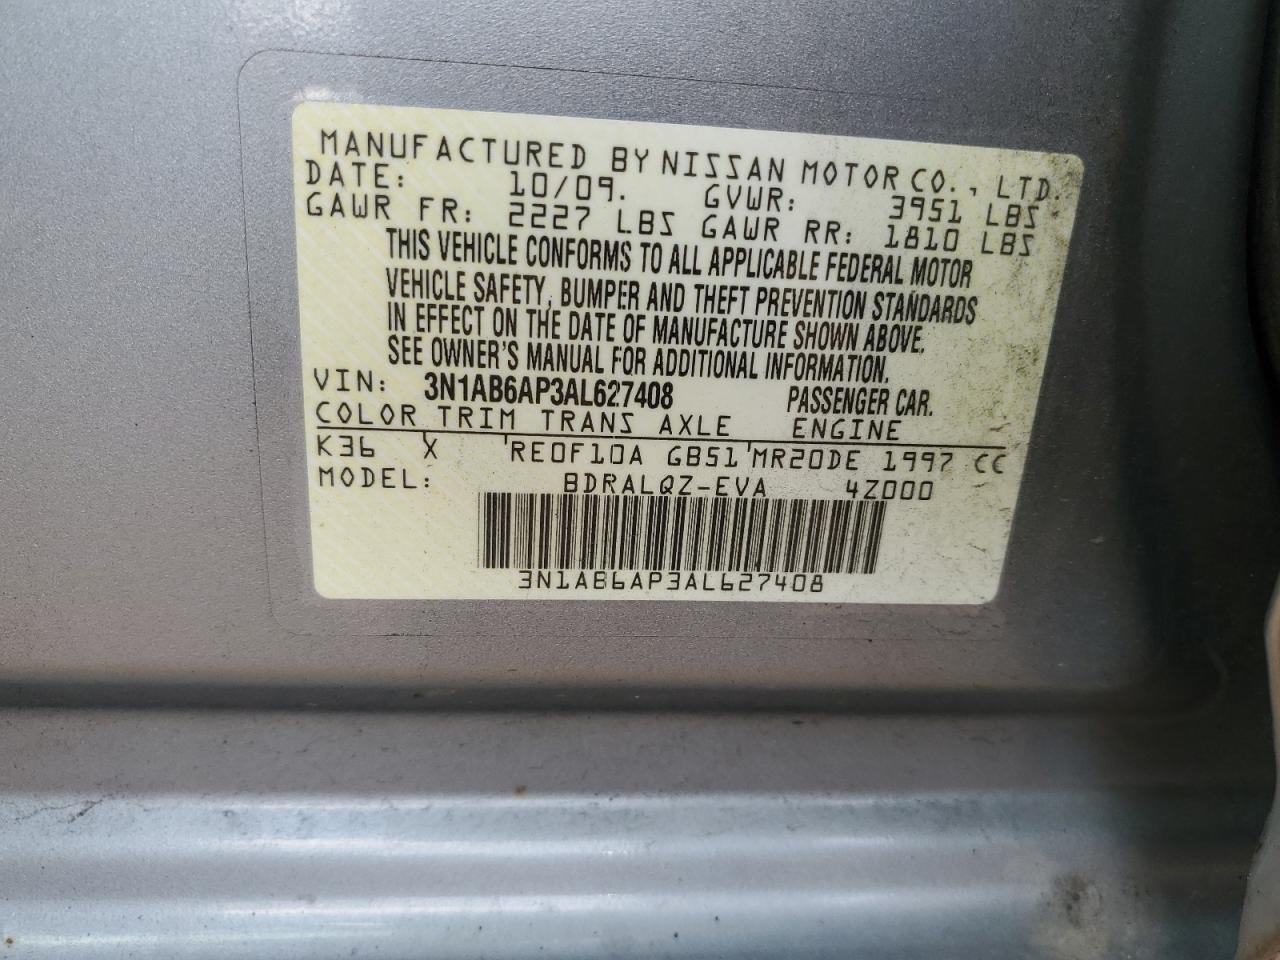 MANUFACTURED BY NISSAN MOTOR CO., LTD.
DATE: 10/09. GVWR: 3951 LBS
GAWR FR: 2227 LBS GAWR RR: 1810 LBS
THIS VEHICLE CONFORMS TO ALL APPLICABLE FEDERAL MOTOR
VEHICLE SAFETY, BUMPER AND THEFT PREVENTION STANDARDS
IN EFFECT ON THE DATE OF MANUFACTURE SHOWN ABOVE.
SEE OWNER'S MANUAL FOR ADDITIONAL INFORMATION.
VIN: 3N1AB6AP3AL627408 PASSENGER CAR.
COLOR TRIM TRANS AXLE ENGINE
K36 X RE0F10A GB51 MR20DE 1997 CC
MODEL: BDRALQZ-EVA 4Z000
3N1AB6AP3AL627408